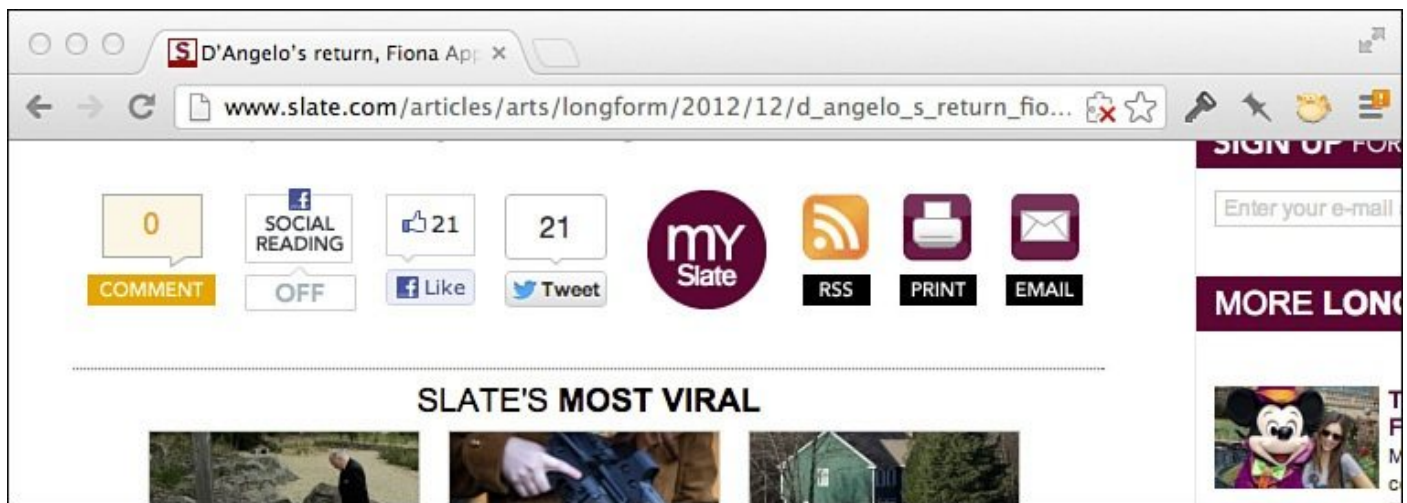 S D'Angelo's return, Fiona App
www.slate.com/articles/arts/longform/2012/12/d_angelo_s_return_fio...
SIGN UP FOR
Enter your e-mail
0
COMMENT
f
SOCIAL
READING
OFF
21
f Like
21
Tweet
my
Slate
RSS
PRINT
EMAIL
MORE LONG
SLATE'S MOST VIRAL
T
F
M